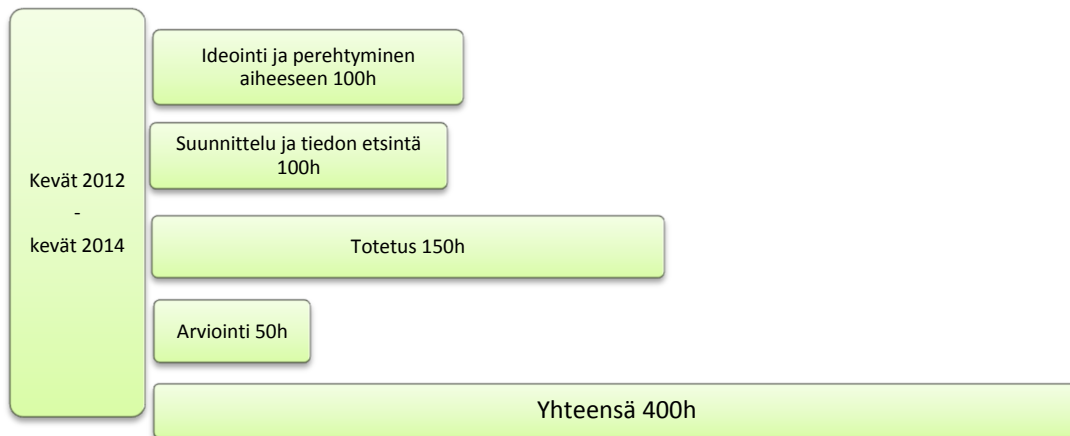 Kevät 2012
-
kevät 2014
Ideointi ja perehtyminen
aiheeseen 100h
Suunnittelu ja tiedon etsintä
100h
Totetus 150h
Arviointi 50h
Yhteensä 400h